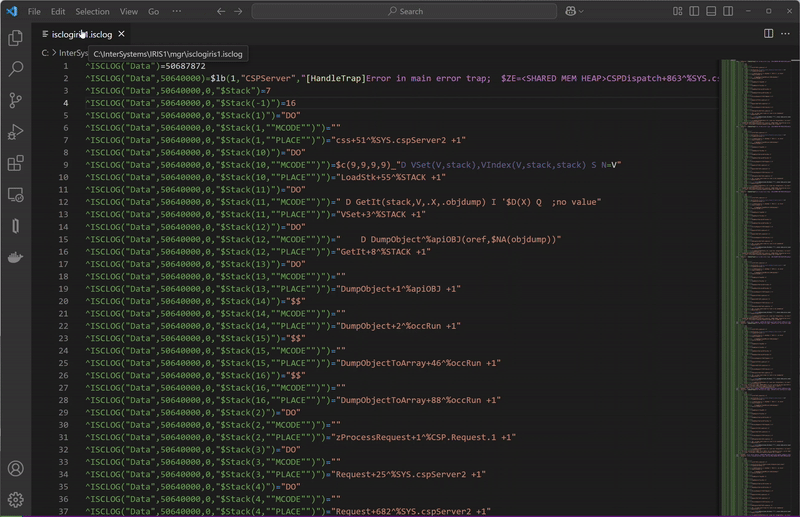 File Edit Selection View Go ··· Search
isclogiris1.isclog
C: > InterSys
C:\InterSystems\IRIS1\mgr\isclogiris1.isclog
1 ^ISCLOG("Data")=50687872
2 ^ISCLOG("Data",50640000)=$lb(1,"CSPServer","[HandleTrap]Error in main error trap;  $ZE=<SHARED MEM HEAP>CSPDispatch+863^%SYS.cs
3 ^ISCLOG("Data",50640000,0,"$Stack")=7
4 ^ISCLOG("Data",50640000,0,"$Stack(-1)")=16
5 ^ISCLOG("Data",50640000,0,"$Stack(1)")="DO"
6 ^ISCLOG("Data",50640000,0,"$Stack(1,""MCODE"")")=""
7 ^ISCLOG("Data",50640000,0,"$Stack(1,""PLACE"")")="css+51^%SYS.cspServer2 +1"
8 ^ISCLOG("Data",50640000,0,"$Stack(10)")="DO"
9 ^ISCLOG("Data",50640000,0,"$Stack(10,""MCODE"")")=$c(9,9,9,9)_"D VSet(V,stack),VIndex(V,stack,stack) S N=V"
10 ^ISCLOG("Data",50640000,0,"$Stack(10,""PLACE"")")="LoadStk+55^%STACK +1"
11 ^ISCLOG("Data",50640000,0,"$Stack(11)")="DO"
12 ^ISCLOG("Data",50640000,0,"$Stack(11,""MCODE"")")=" D GetIt(stack,V,.X,.objdump) I '$D(X) Q  ;no value"
13 ^ISCLOG("Data",50640000,0,"$Stack(11,""PLACE"")")="VSet+3^%STACK +1"
14 ^ISCLOG("Data",50640000,0,"$Stack(12)")="DO"
15 ^ISCLOG("Data",50640000,0,"$Stack(12,""MCODE"")")="    D DumpObject^%apiOBJ(oref,$NA(objdump))"
16 ^ISCLOG("Data",50640000,0,"$Stack(12,""PLACE"")")="GetIt+8^%STACK +1"
17 ^ISCLOG("Data",50640000,0,"$Stack(13)")="DO"
18 ^ISCLOG("Data",50640000,0,"$Stack(13,""MCODE"")")=""
19 ^ISCLOG("Data",50640000,0,"$Stack(13,""PLACE"")")="DumpObject+1^%apiOBJ +1"
20 ^ISCLOG("Data",50640000,0,"$Stack(14)")="$$"
21 ^ISCLOG("Data",50640000,0,"$Stack(14,""MCODE"")")=""
22 ^ISCLOG("Data",50640000,0,"$Stack(14,""PLACE"")")="DumpObject+2^%occRun +1"
23 ^ISCLOG("Data",50640000,0,"$Stack(15)")="$$"
24 ^ISCLOG("Data",50640000,0,"$Stack(15,""MCODE"")")=""
25 ^ISCLOG("Data",50640000,0,"$Stack(15,""PLACE"")")="DumpObjectToArray+46^%occRun +1"
26 ^ISCLOG("Data",50640000,0,"$Stack(16)")="$$"
27 ^ISCLOG("Data",50640000,0,"$Stack(16,""MCODE"")")=""
28 ^ISCLOG("Data",50640000,0,"$Stack(16,""PLACE"")")="DumpObjectToArray+88^%occRun +1"
29 ^ISCLOG("Data",50640000,0,"$Stack(2)")="DO"
30 ^ISCLOG("Data",50640000,0,"$Stack(2,""MCODE"")")=""
31 ^ISCLOG("Data",50640000,0,"$Stack(2,""PLACE"")")="zProcessRequest+1^%CSP.Request.1 +1"
32 ^ISCLOG("Data",50640000,0,"$Stack(3)")="DO"
33 ^ISCLOG("Data",50640000,0,"$Stack(3,""MCODE"")")=""
34 ^ISCLOG("Data",50640000,0,"$Stack(3,""PLACE"")")="Request+25^%SYS.cspServer2 +1"
35 ^ISCLOG("Data",50640000,0,"$Stack(4)")="DO"
36 ^ISCLOG("Data",50640000,0,"$Stack(4,""MCODE"")")=""
37 ^ISCLOG("Data",50640000,0,"$Stack(4,""PLACE"")")="Request+682^%SYS.cspServer2 +1"